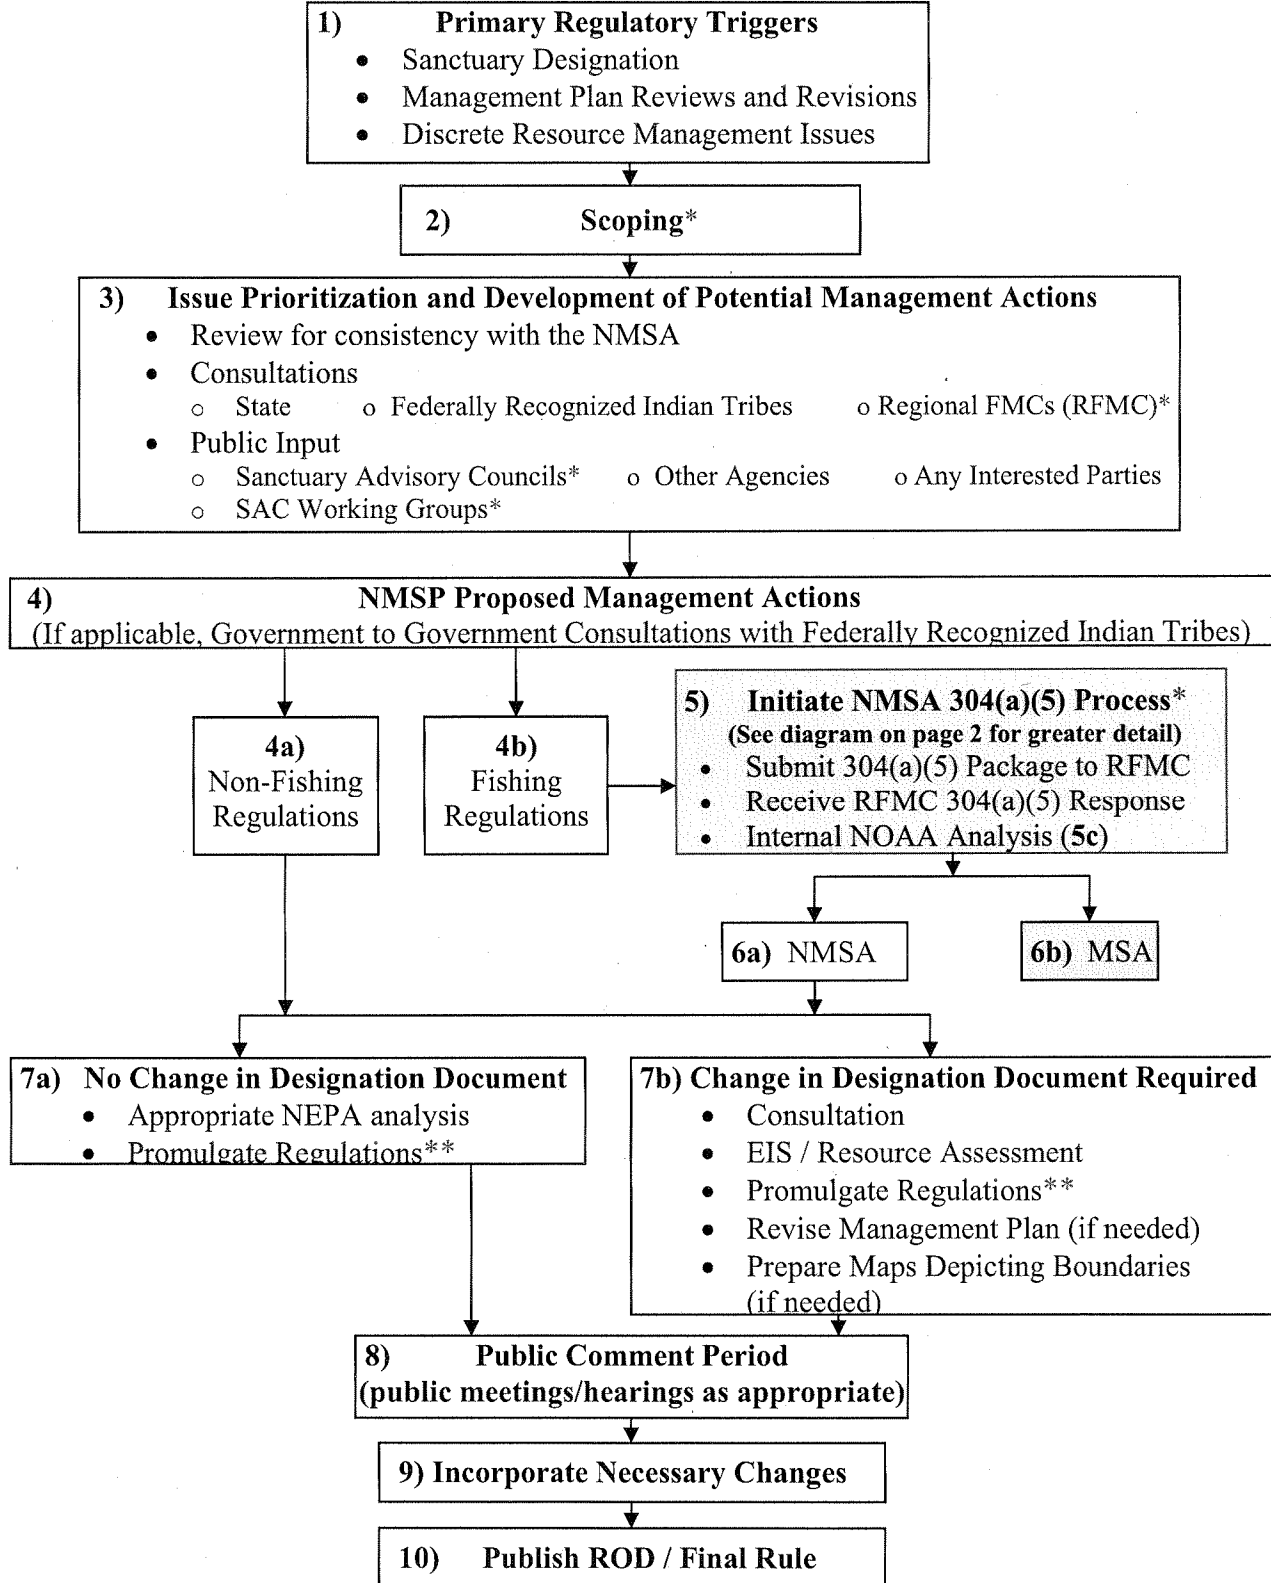 1) Primary Regulatory Triggers
• Sanctuary Designation
• Management Plan Reviews and Revisions
• Discrete Resource Management Issues
2) Scoping*
3) Issue Prioritization and Development of Potential Management Actions
• Review for consistency with the NMSA
• Consultations
o State o Federally Recognized Indian Tribes o Regional FMCs (RFMC)*
• Public Input
o Sanctuary Advisory Councils* o Other Agencies o Any Interested Parties
o SAC Working Groups*
4) NMSP Proposed Management Actions
(If applicable, Government to Government Consultations with Federally Recognized Indian Tribes)
4a)
Non-Fishing
Regulations
4b)
Fishing
Regulations
5) Initiate NMSA 304(a)(5) Process*
(See diagram on page 2 for greater detail)
• Submit 304(a)(5) Package to RFMC
• Receive RFMC 304(a)(5) Response
• Internal NOAA Analysis (5c)
6a) NMSA
6b) MSA
7a) No Change in Designation Document
• Appropriate NEPA analysis
• Promulgate Regulations**
7b) Change in Designation Document Required
• Consultation
• EIS / Resource Assessment
• Promulgate Regulations**
• Revise Management Plan (if needed)
• Prepare Maps Depicting Boundaries
(if needed)
8) Public Comment Period
(public meetings/hearings as appropriate)
9) Incorporate Necessary Changes
10) Publish ROD / Final Rule